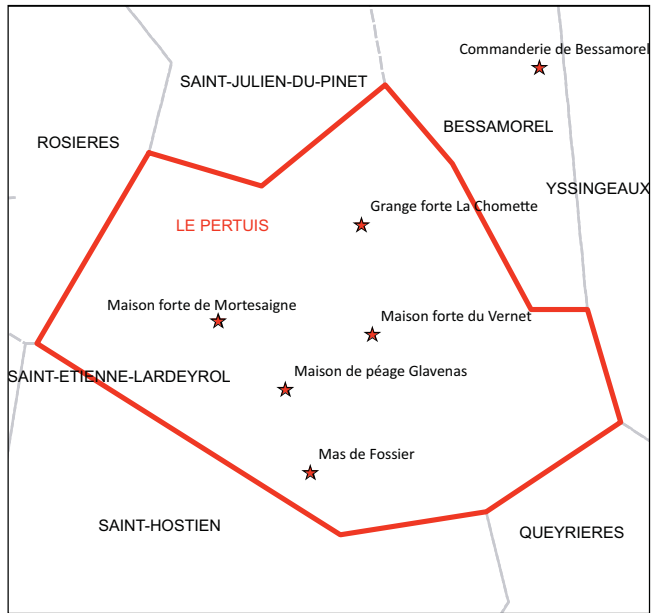 Commanderie de Bessamorel
SAINT-JULIEN-DU-PINET
BESSAMOREL
ROSIERES
YSSINGEAUX
Grange forte La Chomette
LE PERTUIS
Maison forte de Mortesaigne
Maison forte du Vernet
SAINT-ETIENNE-LARDEYROL
Maison de péage Glavenas
Mas de Fossier
SAINT-HOSTIEN
QUEYRIERES